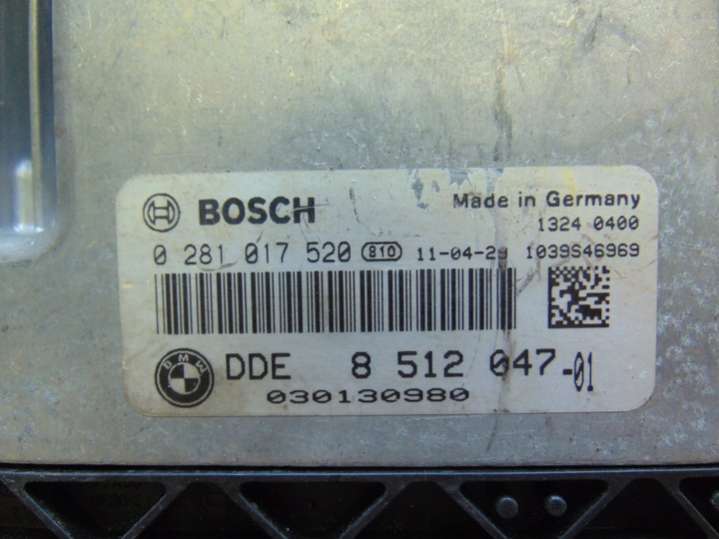 BOSCH Made in Germany
1324 0400
0 281 017 520 810 11-04-29 1039S46969
BMW DDE 8 512 047-01
030130980